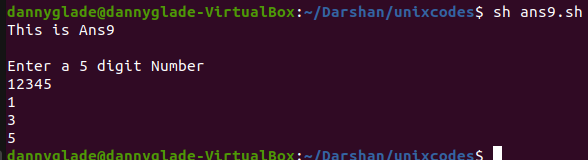 dannyglade@dannyglade-VirtualBox:~/Darshan/unixcodes$ sh ans9.sh
This is Ans9
Enter a 5 digit Number
12345
1
3
5
dannyglade@dannyglade-VirtualBox:~/Darshan/unixcodes$